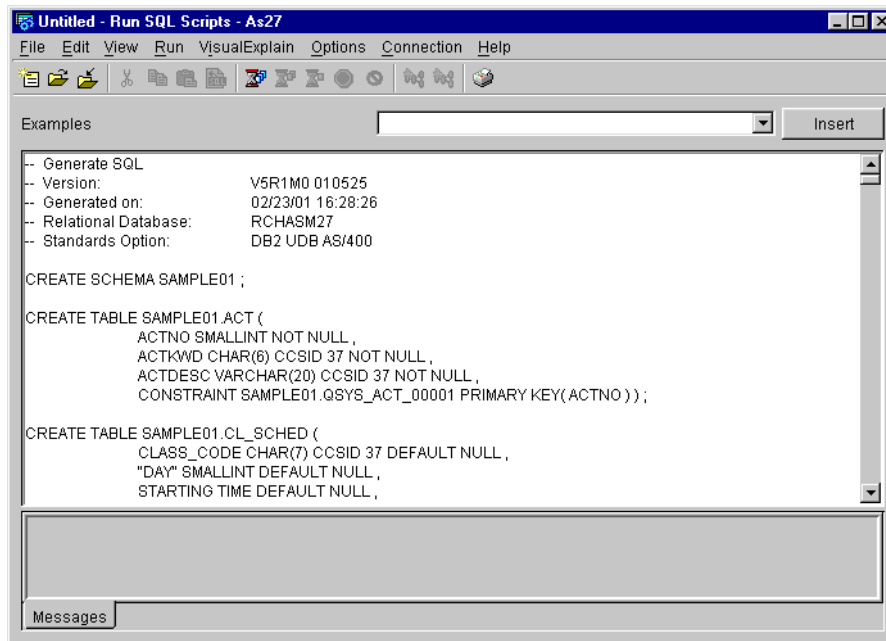 Untitled - Run SQL Scripts - As27
File Edit View Run VisualExplain Options Connection Help
Examples Insert
-- Generate SQL
-- Version: V5R1M0 010525
-- Generated on: 02/23/01 16:28:26
-- Relational Database: RCHASM27
-- Standards Option: DB2 UDB AS/400
CREATE SCHEMA SAMPLE01 ;
CREATE TABLE SAMPLE01.ACT (
ACTNO SMALLINT NOT NULL ,
ACTKWD CHAR(6) CCSID 37 NOT NULL ,
ACTDESC VARCHAR(20) CCSID 37 NOT NULL ,
CONSTRAINT SAMPLE01.QSYS_ACT_00001 PRIMARY KEY( ACTNO ) ) ;
CREATE TABLE SAMPLE01.CL_SCHED (
CLASS_CODE CHAR(7) CCSID 37 DEFAULT NULL ,
"DAY" SMALLINT DEFAULT NULL ,
STARTING TIME DEFAULT NULL ,
Messages